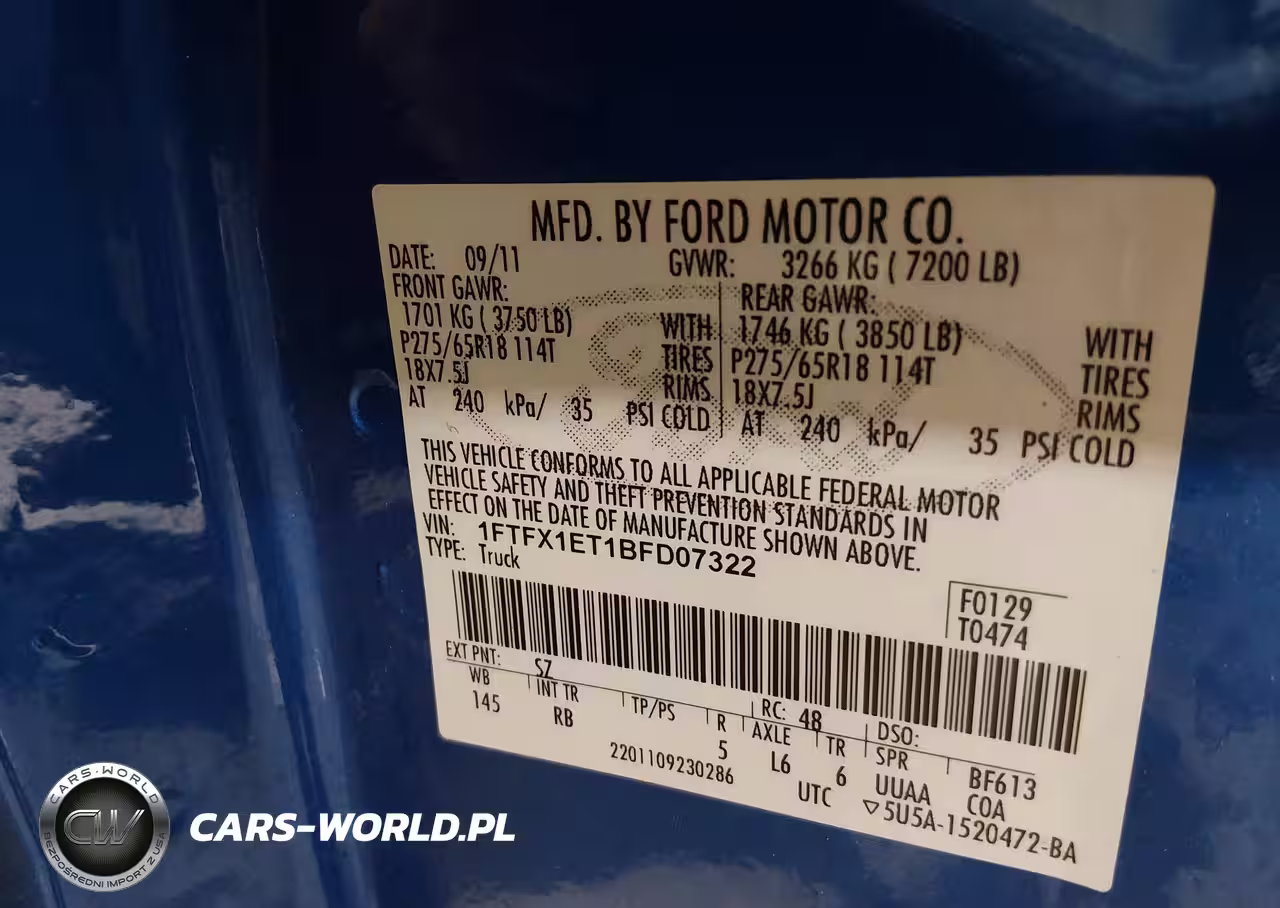 MFD. BY FORD MOTOR CO.
DATE: 09/11 GVWR: 3266 KG ( 7200 LB)
FRONT GAWR: REAR GAWR:
1701 KG ( 3750 LB) WITH 1746 KG ( 3850 LB) WITH
P275/65R18 114T TIRES P275/65R18 114T TIRES
18X7.5J RIMS 18X7.5J RIMS
AT 240 kPa/ 35 PSI COLD AT 240 kPa/ 35 PSI COLD
THIS VEHICLE CONFORMS TO ALL APPLICABLE FEDERAL MOTOR
VEHICLE SAFETY AND THEFT PREVENTION STANDARDS IN
EFFECT ON THE DATE OF MANUFACTURE SHOWN ABOVE.
VIN: 1FTFX1ET1BFD07322
TYPE: Truck
F0129
T0474
EXT PNT: SZ RC: 48 DSO:
WB INT TR TP/PS R AXLE TR SPR BF613
145 RB 5 L6 6 UUAA COA
2201109230286 UTC ▽5U5A-1520472-BA
CARS-WORLD
CW
BEZPOŚREDNI IMPORT Z USA
CARS-WORLD.PL